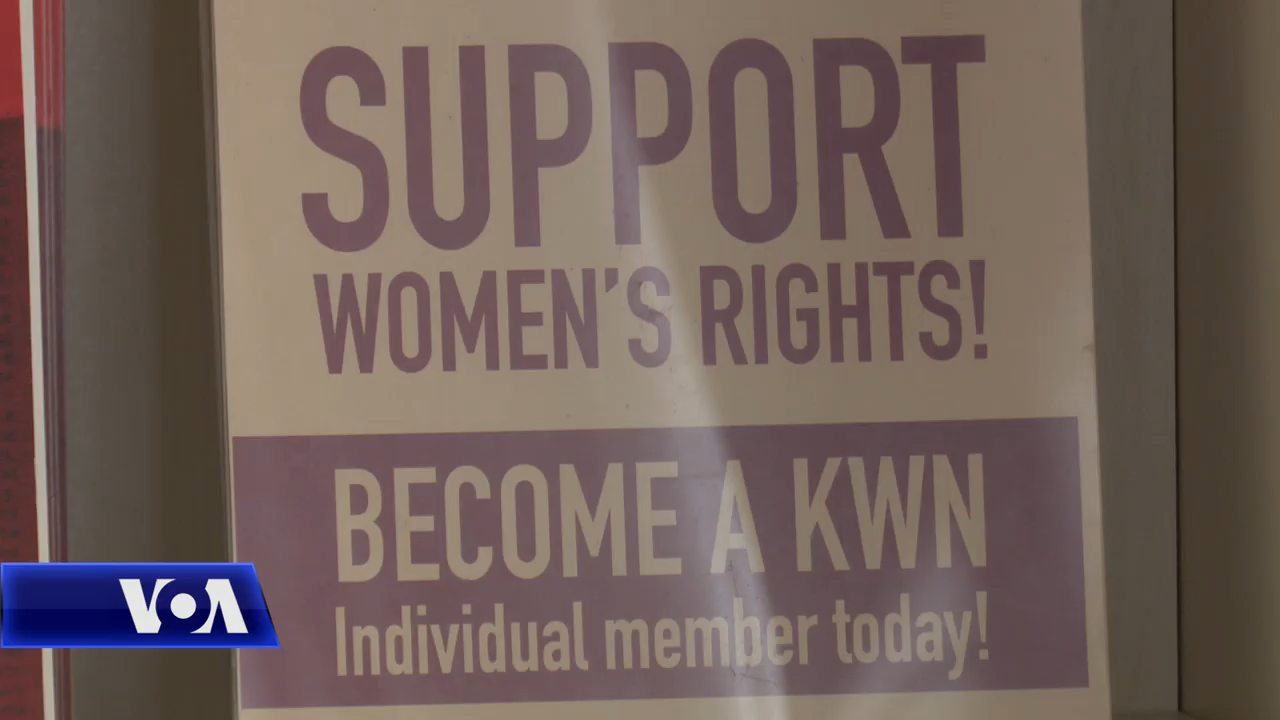 SUPPORT
WOMEN'S RIGHTS!
BECOME A KWN
Individual member today!
VOA